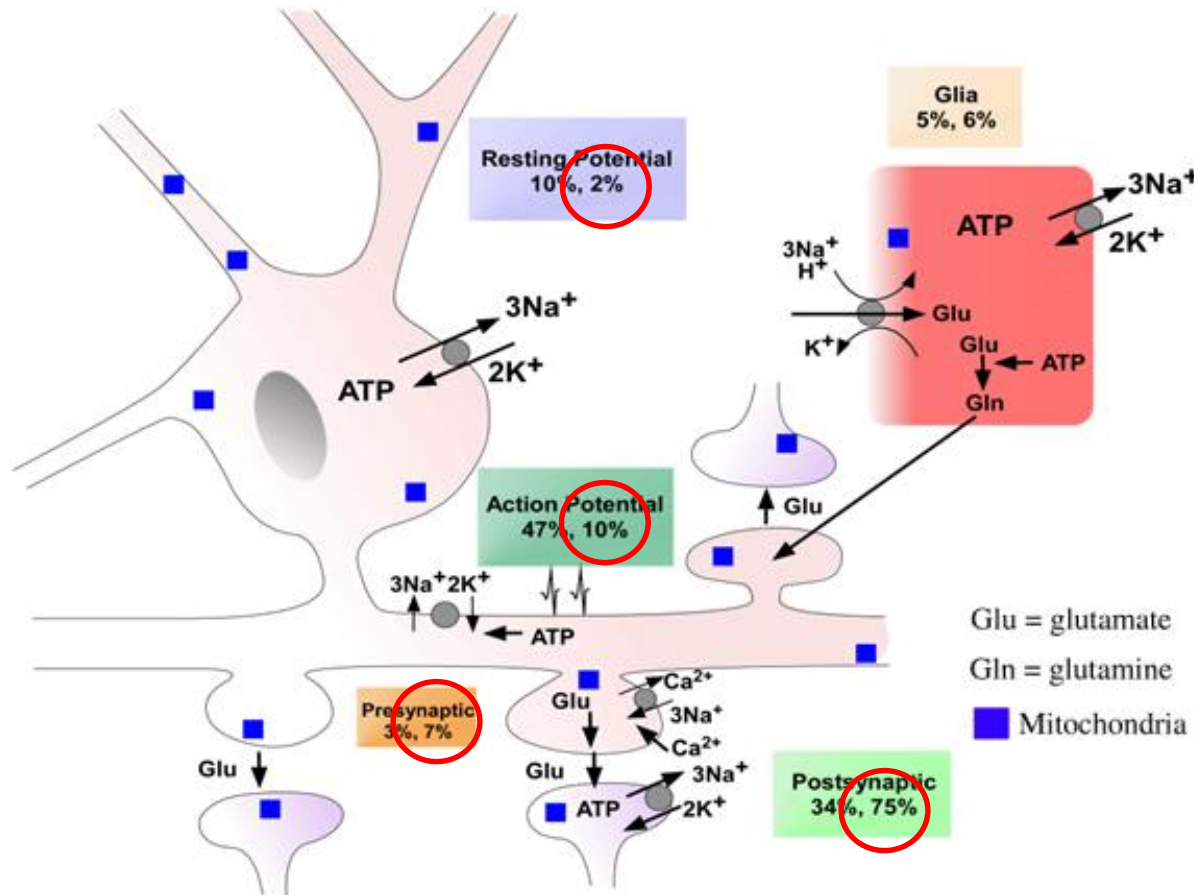 Glia
5%, 6%
Resting Potential
10%, 2%
3Na⁺
2K⁺
ATP
3Na⁺
H⁺
Glu
K⁺
Glu
ATP
Gln
3Na⁺
2K⁺
ATP
Action Potential
47%, 10%
Glu
3Na⁺ 2K⁺
ATP
Glu = glutamate
Gln = glutamine
Mitochondria
Presynaptic
3%, 7%
Glu
Ca²⁺
3Na⁺
Ca²⁺
Glu
Glu
ATP
3Na⁺
2K⁺
Postsynaptic
34%, 75%